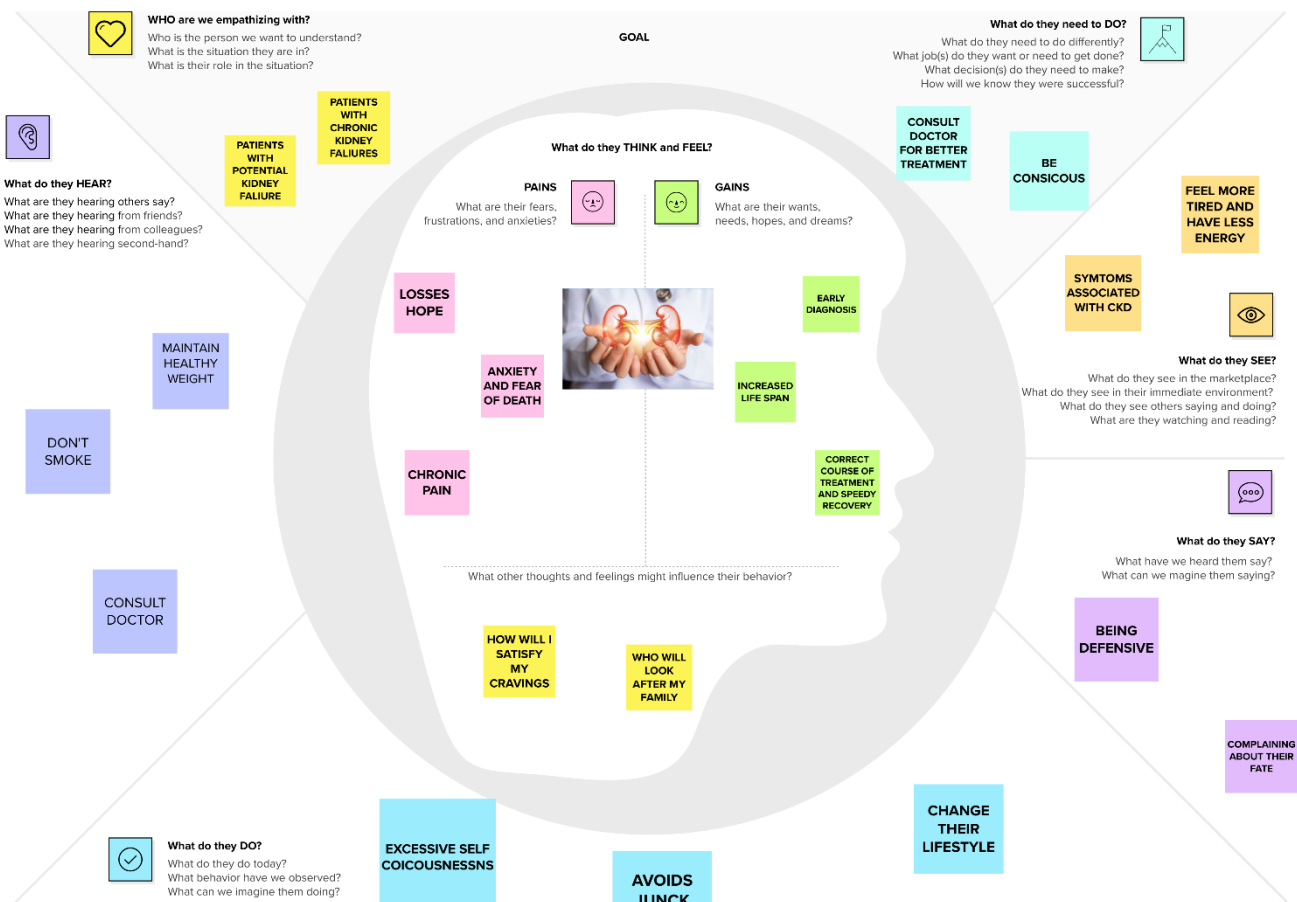 WHO are we empathizing with?
Who is the person we want to understand?
What is the situation they are in?
What is their role in the situation?
GOAL
What do they need to DO?
What do they need to do differently?
What job(s) do they want or need to get done?
What decision(s) do they need to make?
How will we know they were successful?
PATIENTS
WITH
CHRONIC
KIDNEY
FALIURES
PATIENTS
WITH
POTENTIAL
KIDNEY
FALIURE
CONSULT
DOCTOR
FOR BETTER
TREATMENT
BE
CONSICOUS
What do they HEAR?
What are they hearing others say?
What are they hearing from friends?
What are they hearing from colleagues?
What are they hearing second-hand?
MAINTAIN
HEALTHY
WEIGHT
DON'T
SMOKE
CONSULT
DOCTOR
What do they THINK and FEEL?
PAINS
What are their fears,
frustrations, and anxieties?
GAINS
What are their wants,
needs, hopes, and dreams?
LOSSES
HOPE
ANXIETY
AND FEAR
OF DEATH
CHRONIC
PAIN
EARLY
DIAGNOSIS
INCREASED
LIFE SPAN
CORRECT
COURSE OF
TREATMENT
AND SPEEDY
RECOVERY
What other thoughts and feelings might influence their behavior?
HOW WILL I
SATISFY
MY
CRAVINGS
WHO WILL
LOOK
AFTER MY
FAMILY
FEEL MORE
TIRED AND
HAVE LESS
ENERGY
SYMTOMS
ASSOCIATED
WITH CKD
What do they SEE?
What do they see in the marketplace?
What do they see in their immediate environment?
What do they see others saying and doing?
What are they watching and reading?
What do they SAY?
What have we heard them say?
What can we magine them saying?
BEING
DEFENSIVE
COMPLAINING
ABOUT THEIR
FATE
What do they DO?
What do they do today?
What behavior have we observed?
What can we imagine them doing?
EXCESSIVE SELF
COICOUSNESSNS
AVOIDS
JUNCK
CHANGE
THEIR
LIFESTYLE